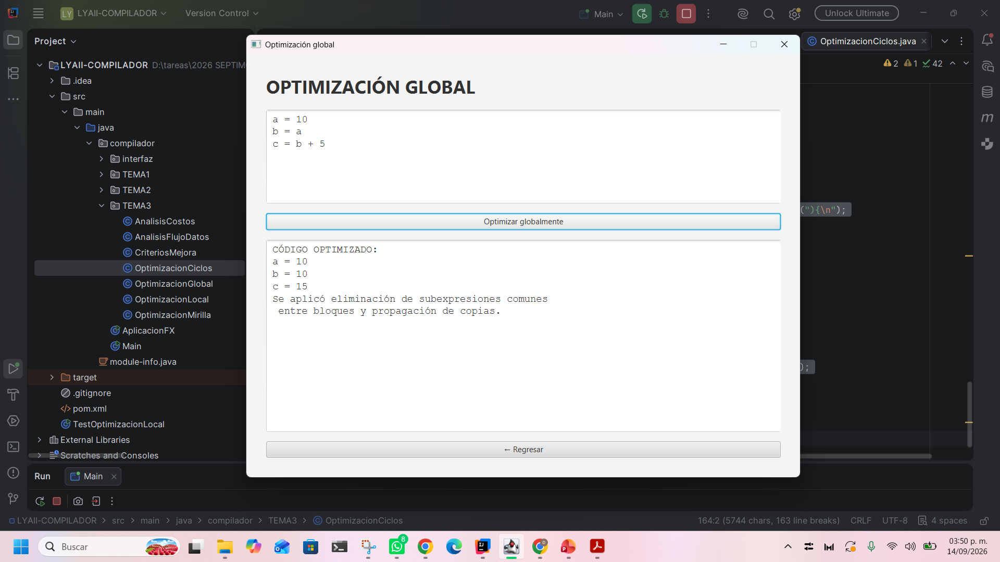 LY LYAII-COMPILADOR
Version Control
Main
Unlock Ultimate
Project
OptimizacionCiclos.java
2 1 42
LYAII-COMPILADOR D:\tareas\2026 SEPTIM
.idea
src
main
java
compilador
interfaz
TEMA1
TEMA2
TEMA3
AnalisisCostos
AnalisisFlujoDatos
CriteriosMejora
OptimizacionCiclos
OptimizacionGlobal
OptimizacionLocal
OptimizacionMirilla
AplicacionFX
Main
module-info.java
target
.gitignore
pom.xml
TestOptimizacionLocal
External Libraries
Scratches and Consoles
Optimización global
OPTIMIZACIÓN GLOBAL
a = 10
b = a
c = b + 5
Optimizar globalmente
CÓDIGO OPTIMIZADO:
a = 10
b = 10
c = 15
Se aplicó eliminación de subexpresiones comunes
entre bloques y propagación de copias.
← Regresar
("){\n");
);
Run
Main
LYAII-COMPILADOR > src > main > java > compilador > TEMA3 > OptimizacionCiclos
164:2 (5744 chars, 163 line breaks) CRLF UTF-8 4 spaces
Buscar
8
D
03:50 p. m.
14/09/2026